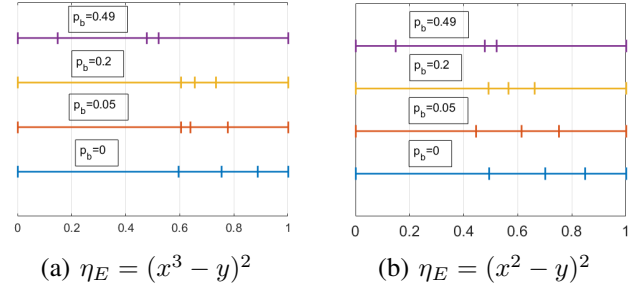 p_b=0.49
p_b=0.2
p_b=0.05
p_b=0
0 0.2 0.4 0.6 0.8 1
(a) η_E = (x^3 − y)^2
p_b=0.49
p_b=0.2
p_b=0.05
p_b=0
0 0.2 0.4 0.6 0.8 1
(b) η_E = (x^2 − y)^2